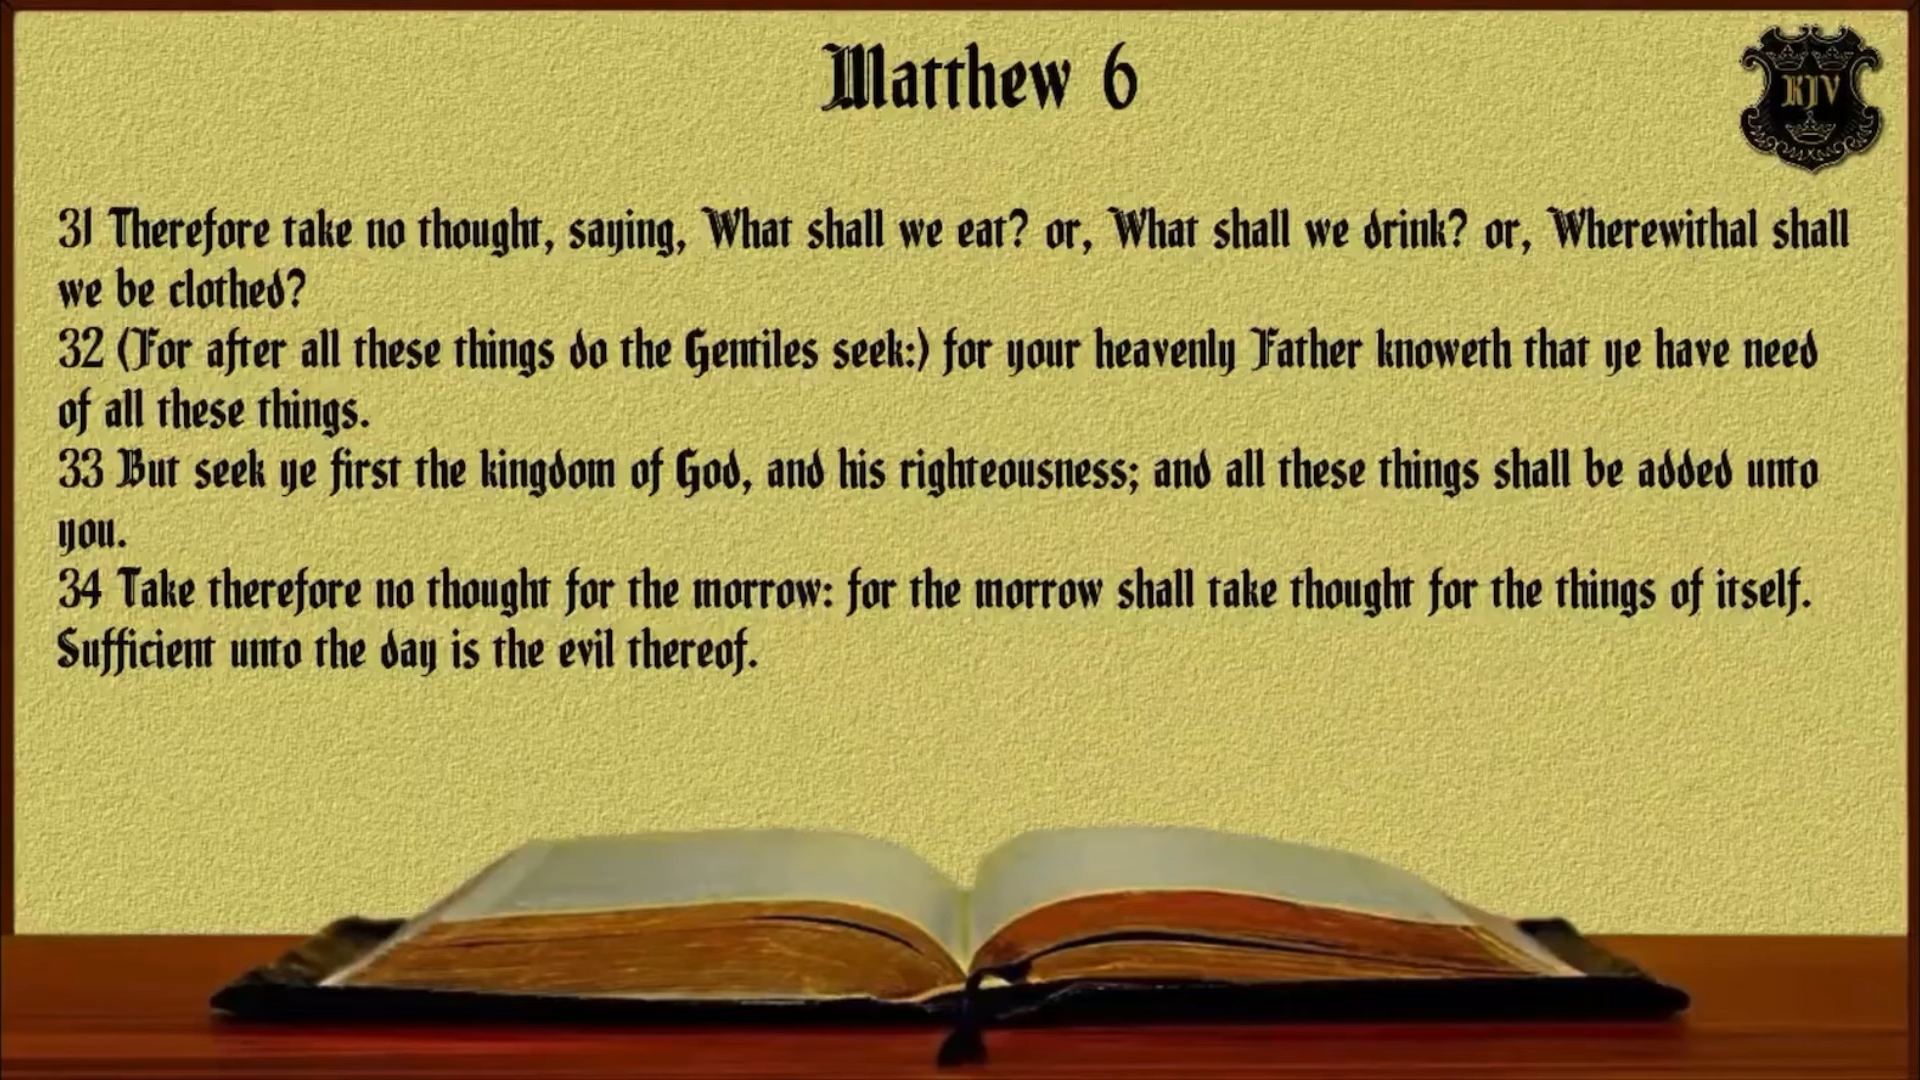 Matthew 6
KJV
31 Therefore take no thought, saying, What shall we eat? or, What shall we drink? or, Wherewithal shall
we be clothed?
32 (For after all these things do the Gentiles seek:) for your heavenly Father knoweth that ye have need
of all these things.
33 But seek ye first the kingdom of God, and his righteousness; and all these things shall be added unto
you.
34 Take therefore no thought for the morrow: for the morrow shall take thought for the things of itself.
Sufficient unto the day is the evil thereof.